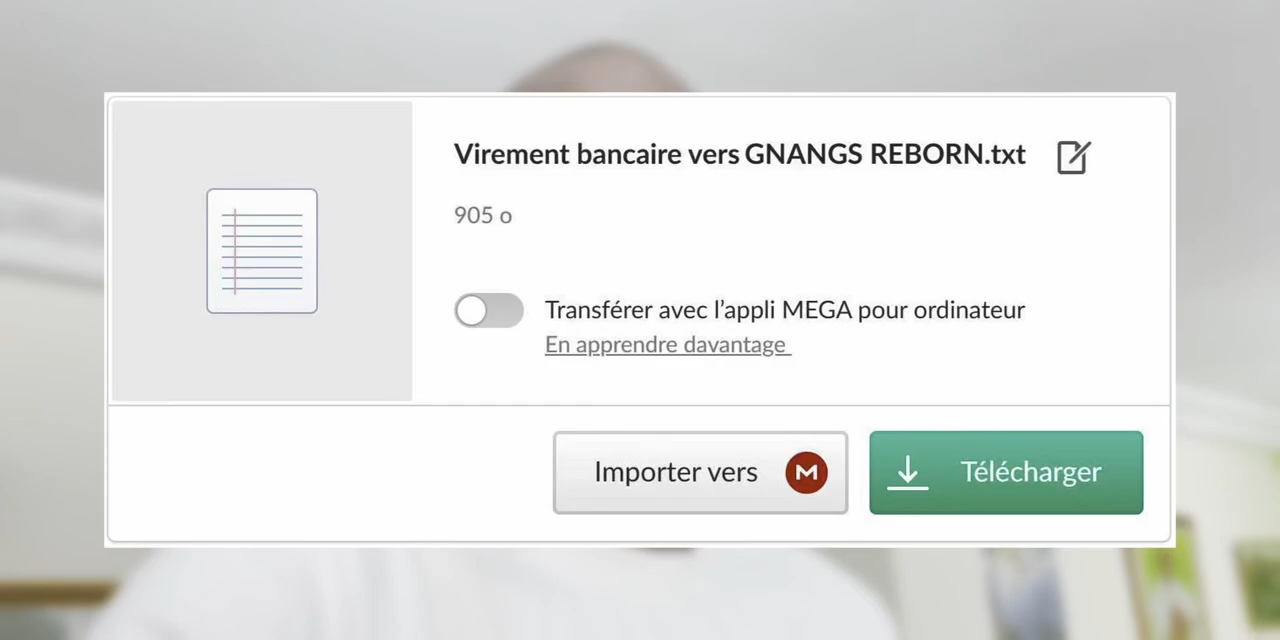 Virement bancaire vers GNANGS REBORN.txt
905 o
Transférer avec l’appli MEGA pour ordinateur
En apprendre davantage
Importer vers M
Télécharger